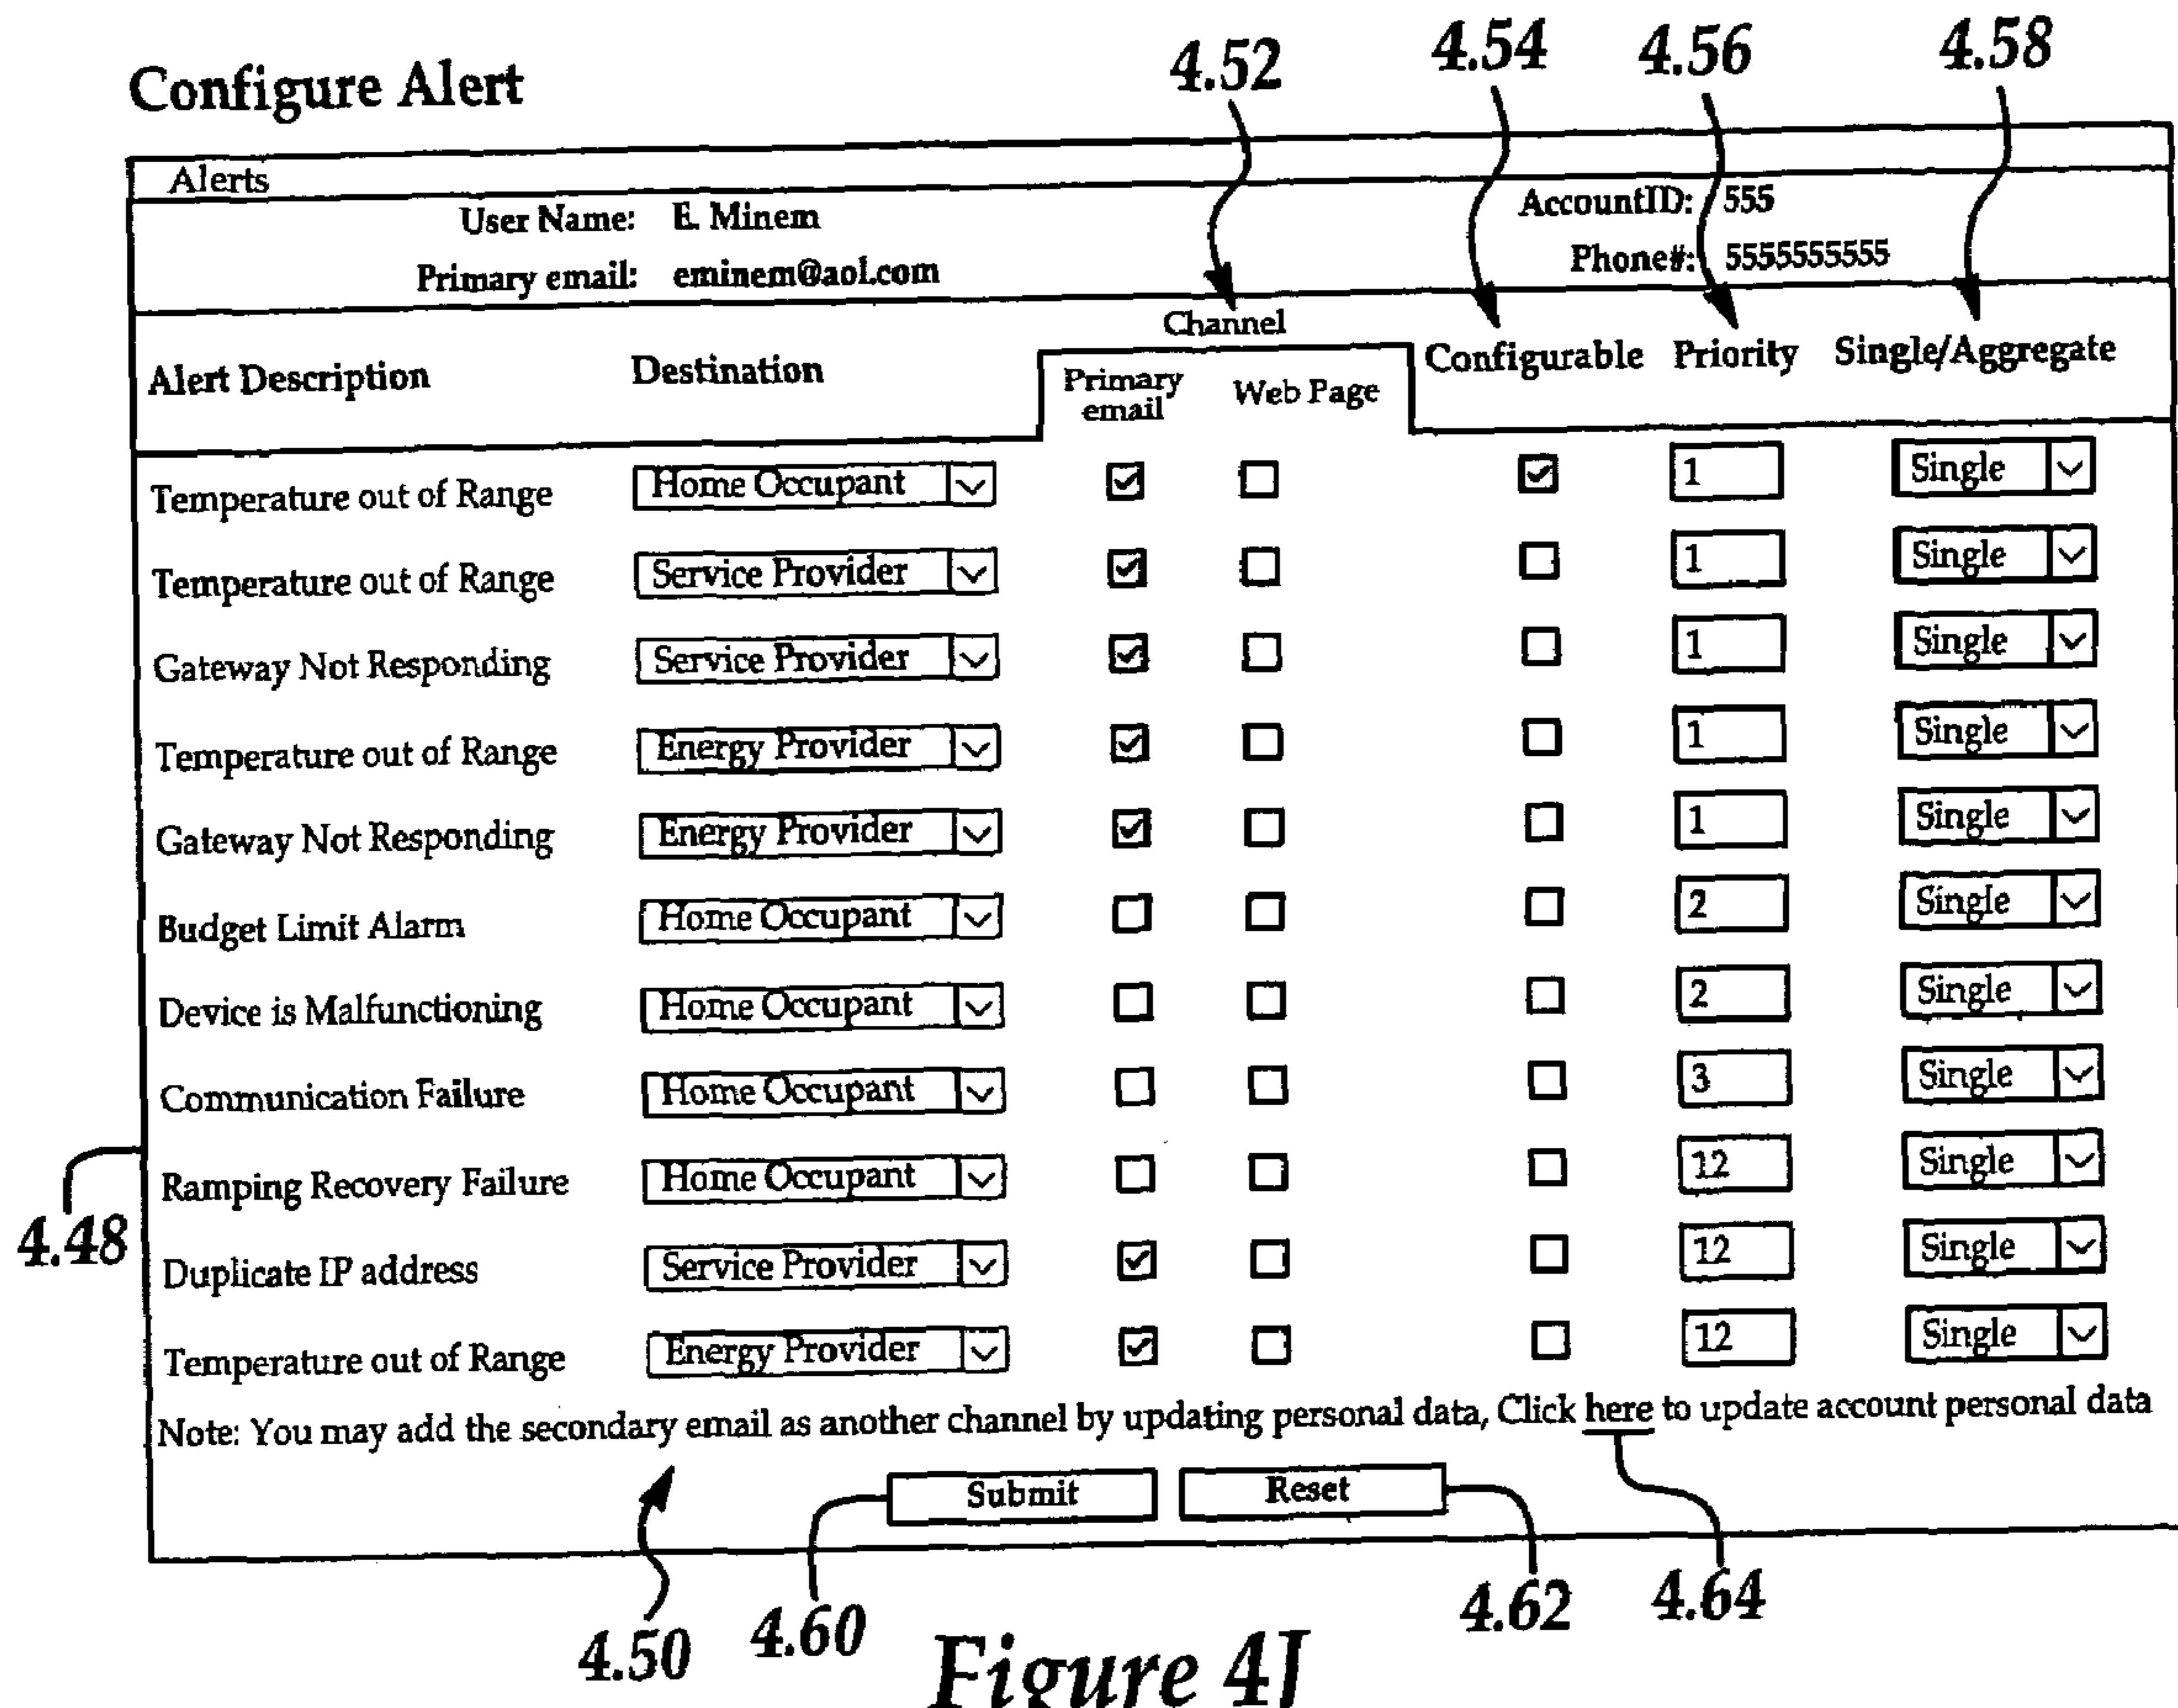 4.52 4.54 4.56 4.58
Configure Alert
Alerts
User Name: E. Minem AccountID: 555
Primary email: eminem@aol.com Phone#: 5555555555
Channel
Alert Description Destination Primary email Web Page Configurable Priority Single/Aggregate
Temperature out of Range Home Occupant 1 Single
Temperature out of Range Service Provider 1 Single
Gateway Not Responding Service Provider 1 Single
Temperature out of Range Energy Provider 1 Single
Gateway Not Responding Energy Provider 1 Single
Budget Limit Alarm Home Occupant 2 Single
Device is Malfunctioning Home Occupant 2 Single
Communication Failure Home Occupant 3 Single
Ramping Recovery Failure Home Occupant 12 Single
4.48
Duplicate IP address Service Provider 12 Single
Temperature out of Range Energy Provider 12 Single
Note: You may add the secondary email as another channel by updating personal data, Click here to update account personal data
Submit Reset
4.50 4.60 4.62 4.64
Figure 4J